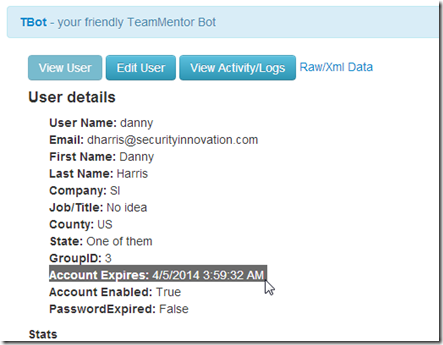 TBot - your friendly TeamMentor Bot
View User Edit User View Activity/Logs Raw/Xml Data
User details
User Name: danny
Email: dharris@securityinnovation.com
First Name: Danny
Last Name: Harris
Company: SI
Job/Title: No idea
County: US
State: One of them
GroupID: 3
Account Expires: 4/5/2014 3:59:32 AM
Account Enabled: True
PasswordExpired: False
Stats